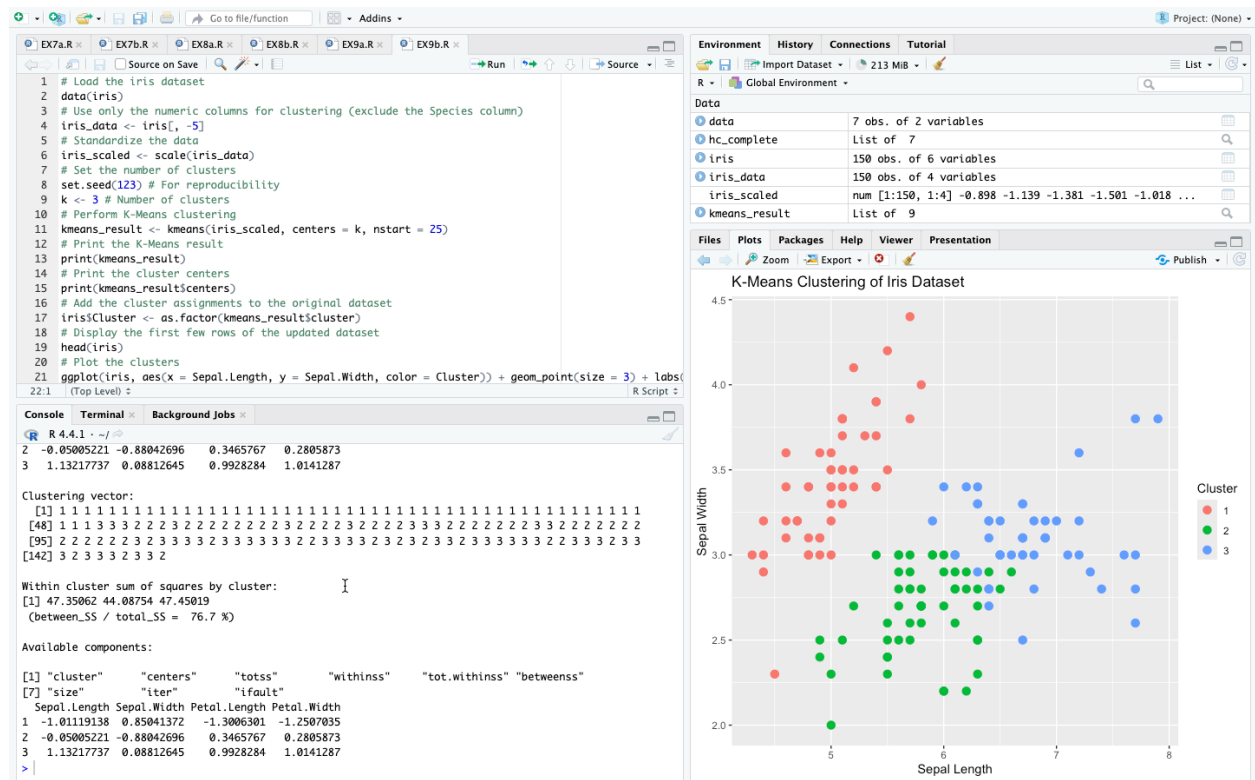 Go to file/function
Addins
Project: (None)
EX7a.R
EX7b.R
EX8a.R
EX8b.R
EX9a.R
EX9b.R
Source on Save
Run
Source
1 # Load the iris dataset
2 data(iris)
3 # Use only the numeric columns for clustering (exclude the Species column)
4 iris_data <- iris[, -5]
5 # Standardize the data
6 iris_scaled <- scale(iris_data)
7 # Set the number of clusters
8 set.seed(123) # For reproducibility
9 k <- 3 # Number of clusters
10 # Perform K-Means clustering
11 kmeans_result <- kmeans(iris_scaled, centers = k, nstart = 25)
12 # Print the K-Means result
13 print(kmeans_result)
14 # Print the cluster centers
15 print(kmeans_result$centers)
16 # Add the cluster assignments to the original dataset
17 iris$Cluster <- as.factor(kmeans_result$cluster)
18 # Display the first few rows of the updated dataset
19 head(iris)
20 # Plot the clusters
21 ggplot(iris, aes(x = Sepal.Length, y = Sepal.Width, color = Cluster)) + geom_point(size = 3) + labs(
22:1 (Top Level) R Script
Console Terminal Background Jobs
R 4.4.1 · ~/
2 -0.05005221 -0.88042696 0.3465767 0.2805873
3 1.13217737 0.08812645 0.9928284 1.0141287
Clustering vector:
[1] 1 1 1 1 1 1 1 1 1 1 1 1 1 1 1 1 1 1 1 1 1 1 1 1 1 1 1 1 1 1 1 1 1 1 1 1 1 1 1 1 1 1 1 1 1 1 1
[48] 1 1 1 3 3 3 2 2 2 3 2 2 2 2 2 2 2 2 3 2 2 2 2 3 2 2 2 2 3 3 3 2 2 2 2 2 2 2 3 3 2 2 2 2 2 2 2
[95] 2 2 2 2 2 2 3 2 3 3 3 2 3 3 3 3 3 3 2 2 3 3 3 3 2 3 2 3 2 3 3 2 3 3 3 3 3 3 2 2 3 3 3 2 3 3
[142] 3 2 3 3 3 2 3 3 2
Within cluster sum of squares by cluster:
[1] 47.35062 44.08754 47.45019
(between_SS / total_SS = 76.7 %)
Available components:
[1] "cluster" "centers" "totss" "withinss" "tot.withinss" "betweenss"
[7] "size" "iter" "ifault"
Sepal.Length Sepal.Width Petal.Length Petal.Width
1 -1.01119138 0.85041372 -1.3006301 -1.2507035
2 -0.05005221 -0.88042696 0.3465767 0.2805873
3 1.13217737 0.08812645 0.9928284 1.0141287
>
Environment History Connections Tutorial
Import Dataset 213 MiB List
R Global Environment
Data
data 7 obs. of 2 variables
hc_complete List of 7
iris 150 obs. of 6 variables
iris_data 150 obs. of 4 variables
iris_scaled num [1:150, 1:4] -0.898 -1.139 -1.381 -1.501 -1.018 ...
kmeans_result List of 9
Files Plots Packages Help Viewer Presentation
Zoom Export Publish
K-Means Clustering of Iris Dataset
4.5
4.0
3.5
3.0
2.5
2.0
Sepal Width
5 6 7 8
Sepal Length
Cluster
1
2
3